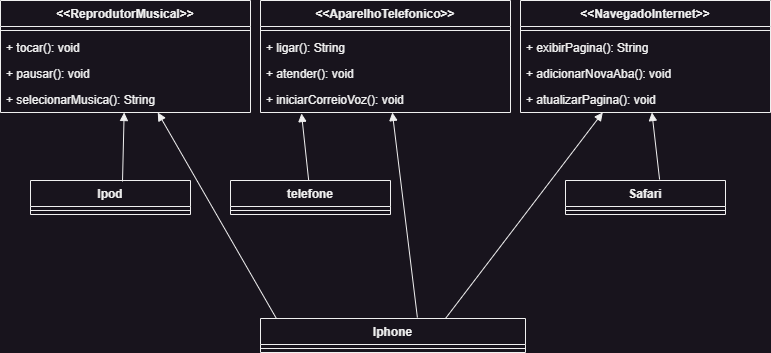 <<ReprodutorMusical>>
+ tocar(): void
+ pausar(): void
+ selecionarMusica(): String
<<AparelhoTelefonico>>
+ ligar(): String
+ atender(): void
+ iniciarCorreioVoz(): void
<<NavegadoInternet>>
+ exibirPagina(): String
+ adicionarNovaAba(): void
+ atualizarPagina(): void
Ipod
telefone
Safari
Iphone